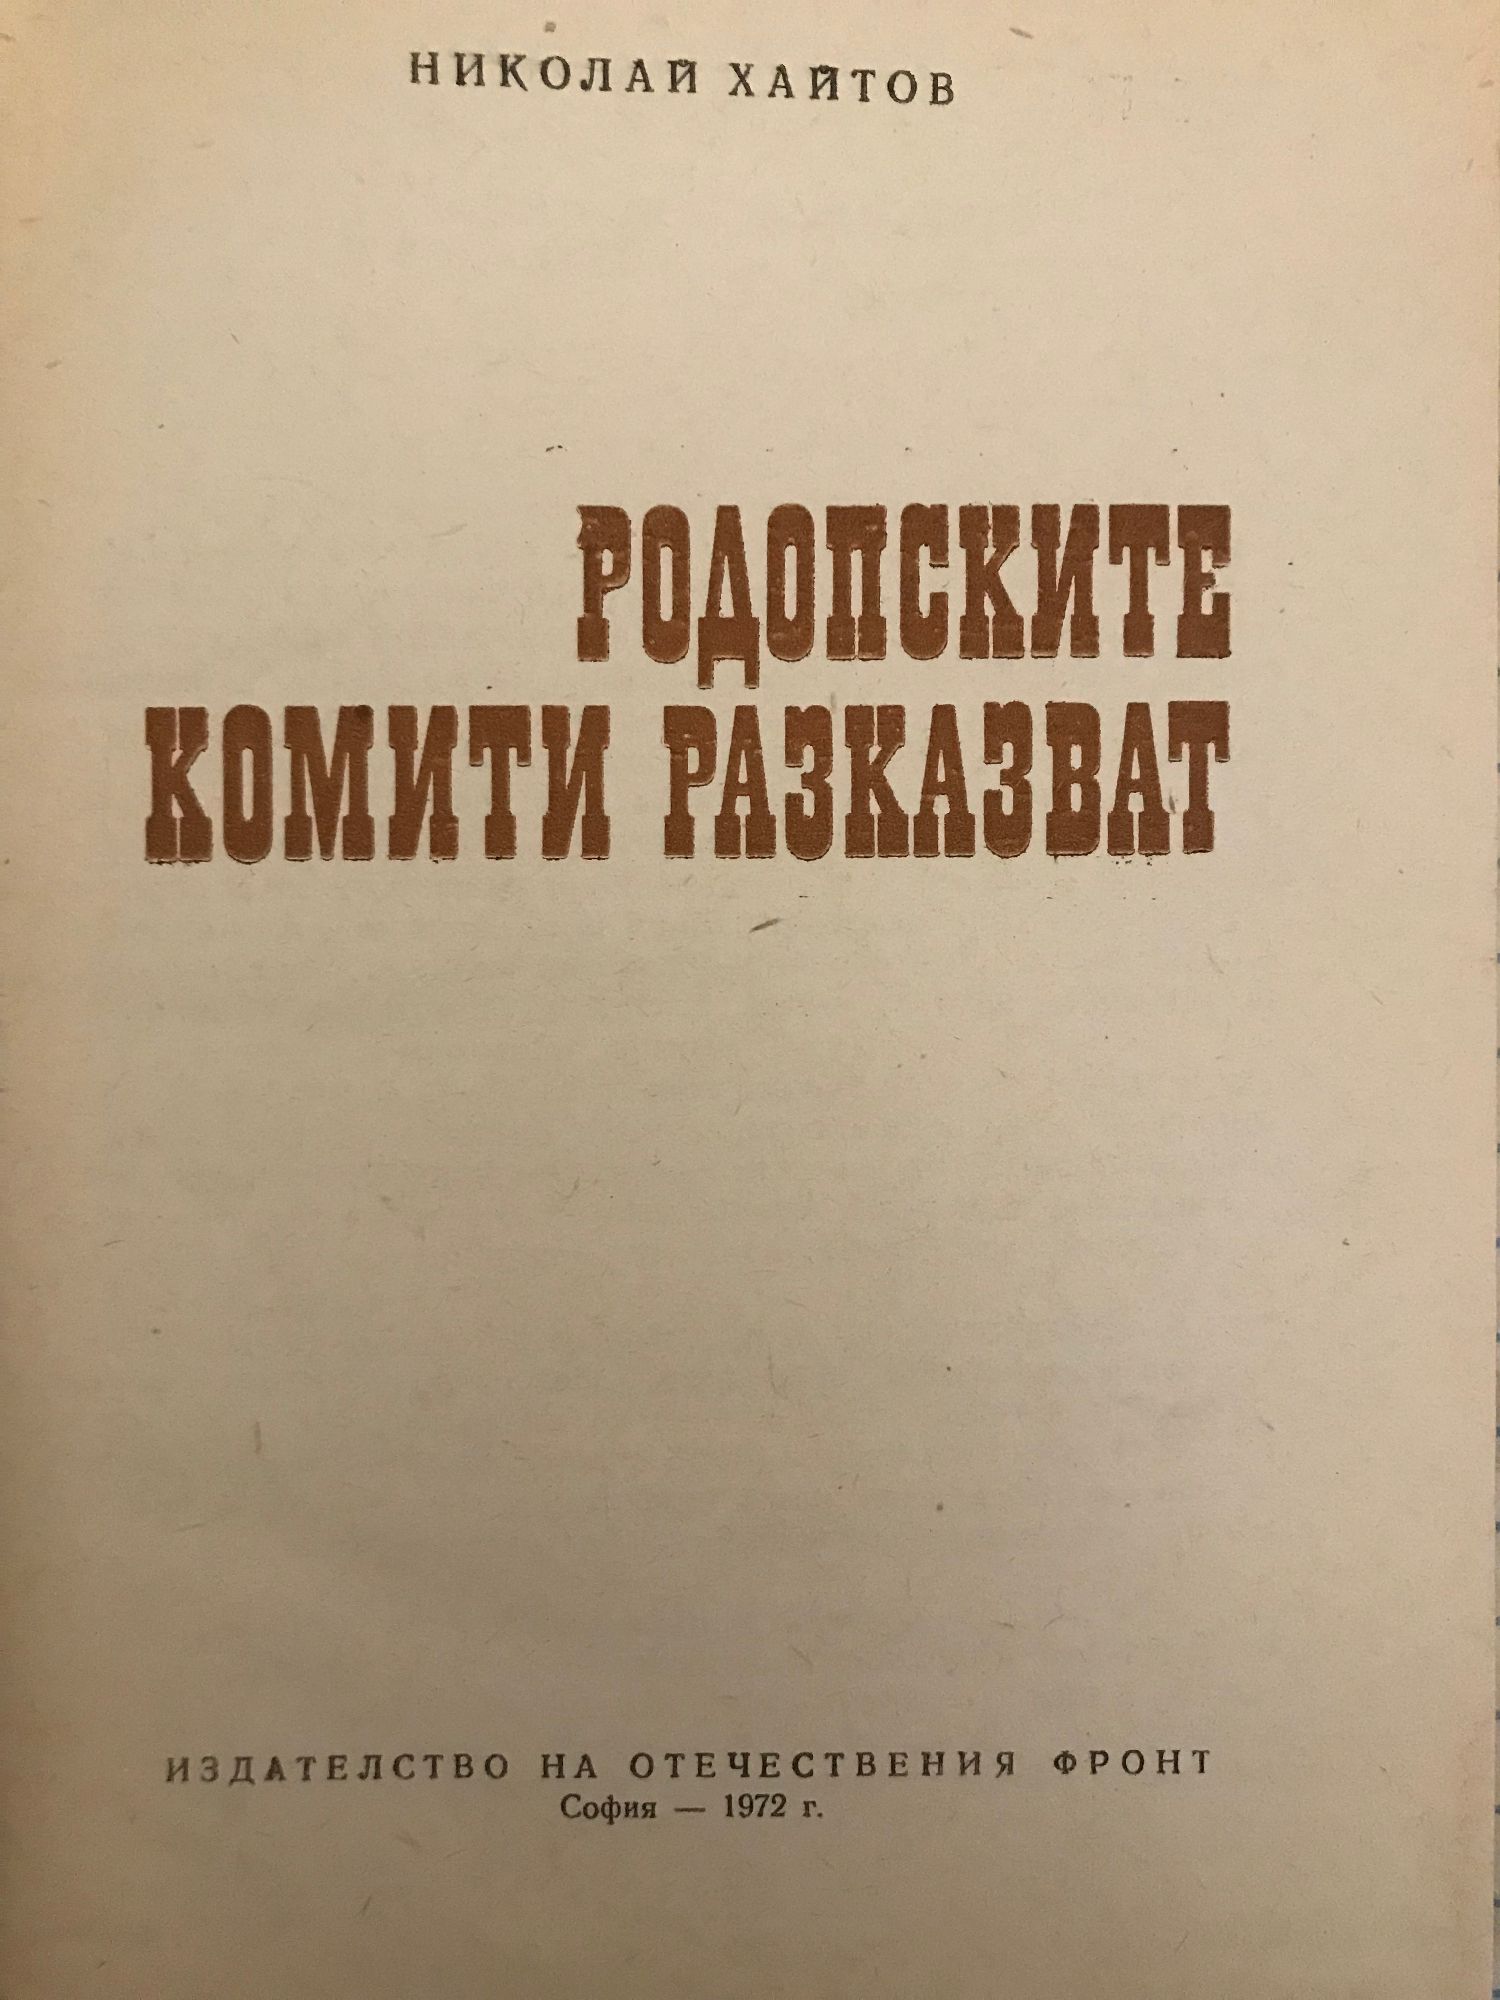 НИКОЛАЙ ХАЙТОВ
РОДОПСКИТЕ
КОМИТИ РАЗКАЗВАТ
ИЗДАТЕЛСТВО НА ОТЕЧЕСТВЕНИЯ ФРОНТ
София — 1972 г.